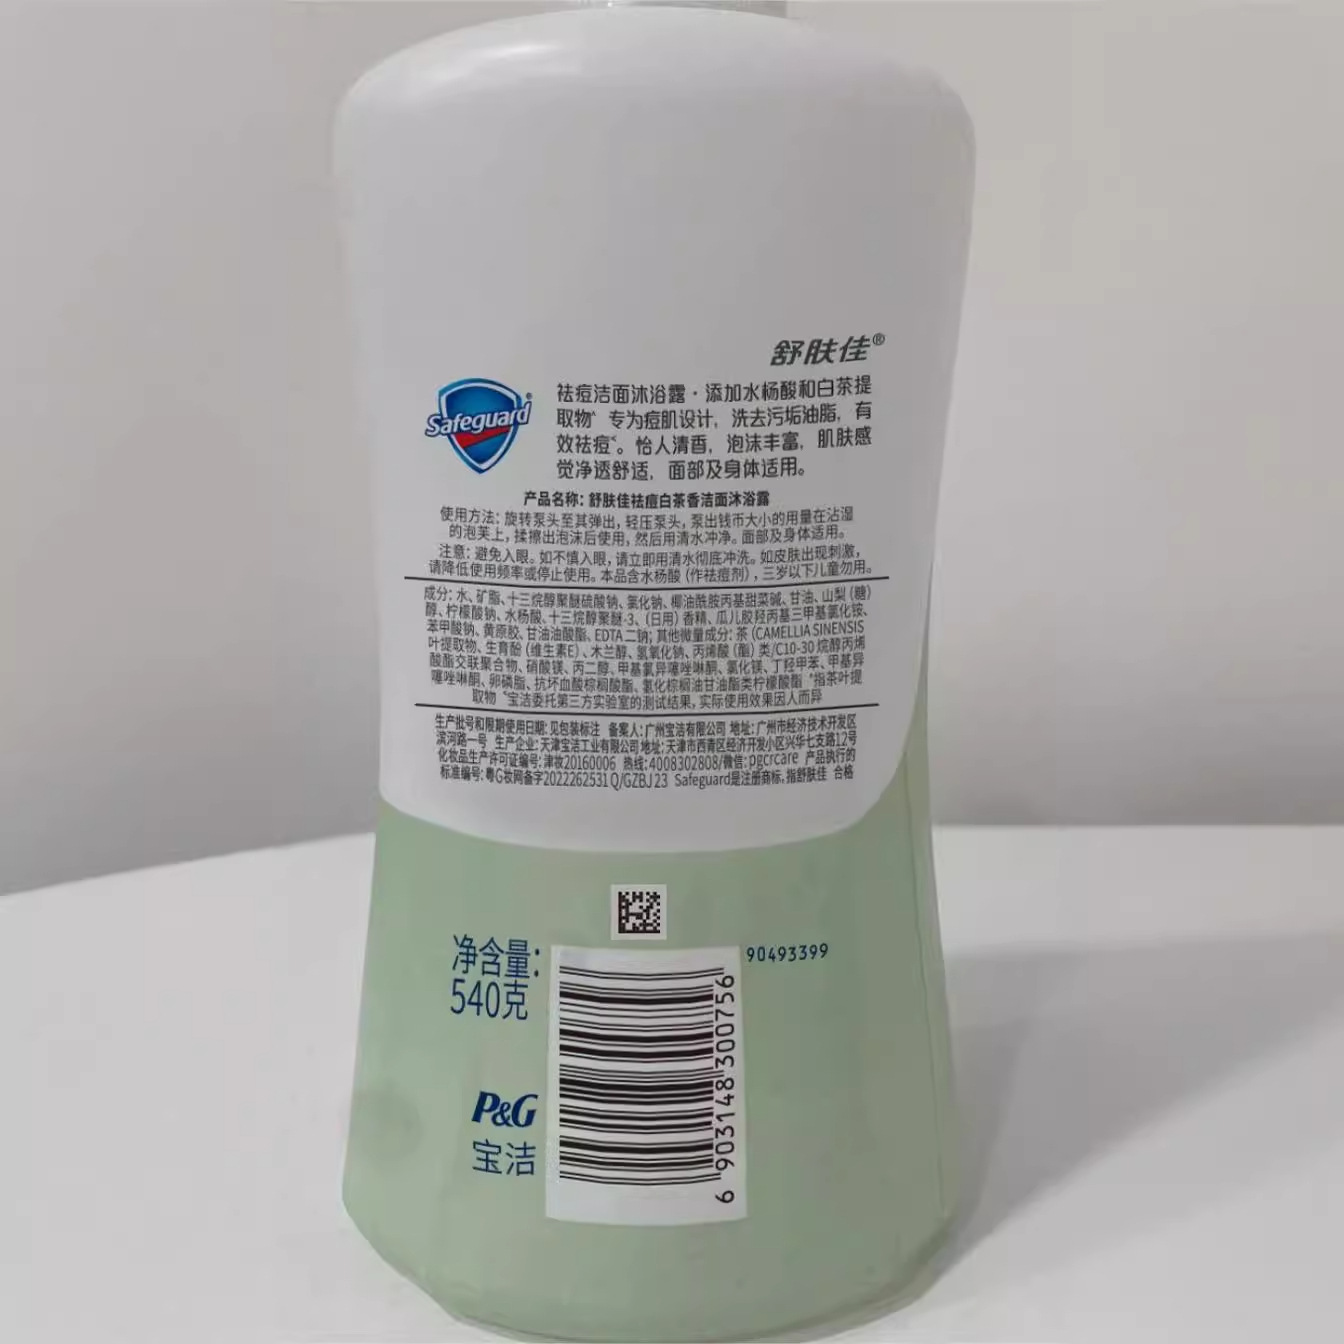 舒肤佳®
Safeguard®
祛痘洁面沐浴露·添加水杨酸和白茶提
取物^ 专为痘肌设计，洗去污垢油脂，有
效祛痘<。怡人清香，泡沫丰富，肌肤感
觉净透舒适，面部及身体适用。
产品名称：舒肤佳祛痘白茶香洁面沐浴露
使用方法：旋转泵头至其弹出，轻压泵头，泵出钱币大小的用量在沾湿
的泡芙上，揉擦出泡沫后使用，然后用清水冲净。面部及身体适用。
注意：避免入眼。如不慎入眼，请立即用清水彻底冲洗。如皮肤出现刺激，
请降低使用频率或停止使用。本品含水杨酸（作祛痘剂），三岁以下儿童勿用。
成分：水、矿脂、十三烷醇聚醚硫酸钠、氯化钠、椰油酰胺丙基甜菜碱、甘油、山梨（糖）
醇、柠檬酸钠、水杨酸、十三烷醇聚醚-3、（日用）香精、瓜儿胶羟丙基三甲基氯化铵、
苯甲酸钠、黄原胶、甘油油酸酯、EDTA 二钠；其他微量成分：茶（CAMELLIA SINENSIS
叶提取物、生育酚（维生素E）、木兰醇、氢氧化钠、丙烯酸（酯）类/C10-30 烷醇丙烯
酸酯交联聚合物、硝酸镁、丙二醇、甲基氯异噻唑啉酮、氯化镁、丁羟甲苯、甲基异
噻唑啉酮、卵磷脂、抗坏血酸棕榈酸酯、氢化棕榈油甘油酯类柠檬酸酯 ^指茶叶提
取物 <宝洁委托第三方实验室的测试结果，实际使用效果因人而异
生产批号和限期使用日期：见包装标注 备案人：广州宝洁有限公司 地址：广州市经济技术开发区
滨河路一号 生产企业：天津宝洁工业有限公司 地址：天津市西青区经济开发小区兴华七支路12号
化妆品生产许可证编号：津妆20160006 热线：4008302808/微信：pgcrcare 产品执行的
标准编号：粤G妆网备字2022262531 Q/GZBJ 23 Safeguard是注册商标，指舒肤佳 合格
净含量：
540克
90493399
P&G
宝洁
6 903148 300756